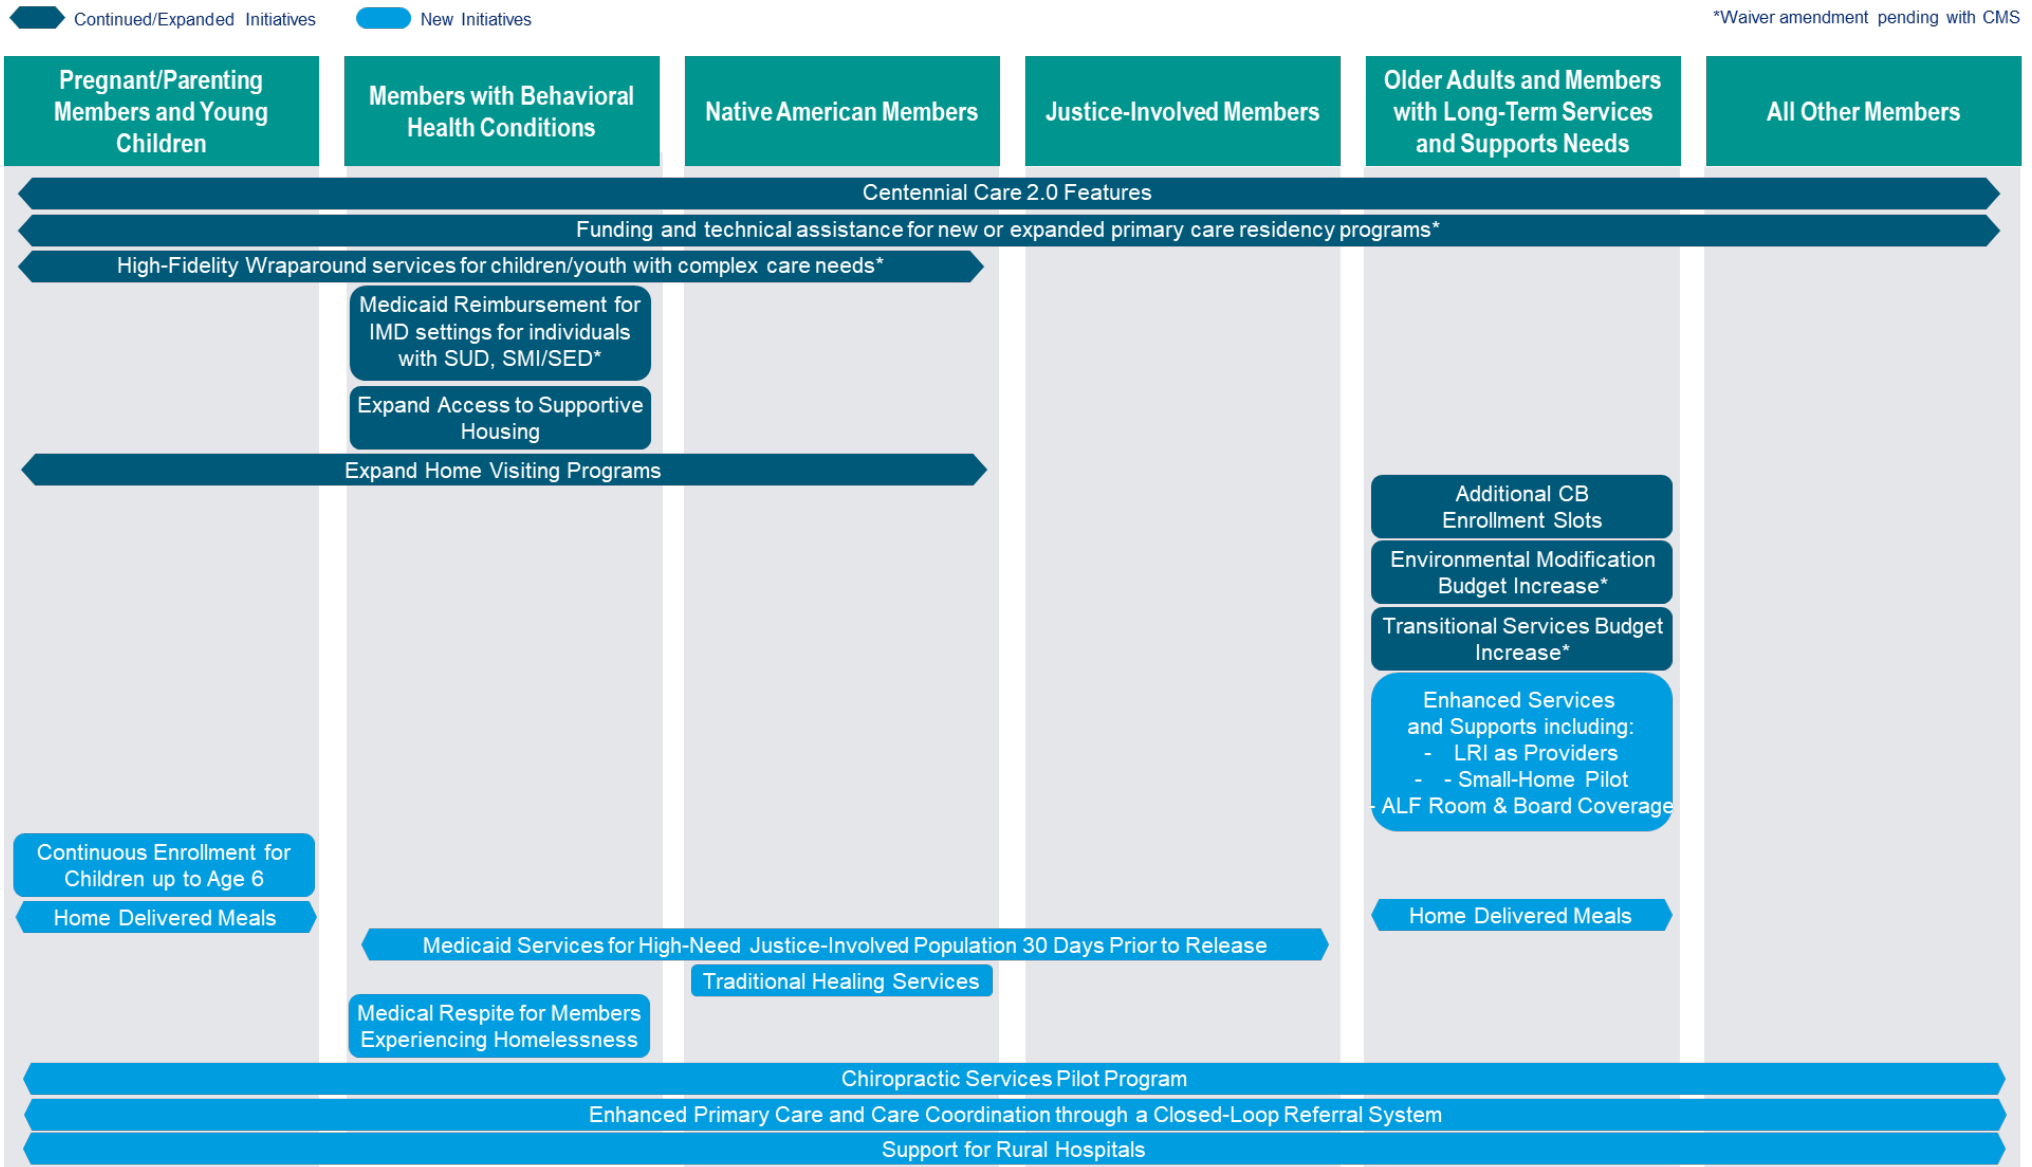 Continued/Expanded Initiatives
New Initiatives
*Waiver amendment pending with CMS
Pregnant/Parenting
Members and Young
Children
Members with Behavioral
Health Conditions
Native American Members
Justice-Involved Members
Older Adults and Members
with Long-Term Services
and Supports Needs
All Other Members
Centennial Care 2.0 Features
Funding and technical assistance for new or expanded primary care residency programs*
High-Fidelity Wraparound services for children/youth with complex care needs*
Medicaid Reimbursement for
IMD settings for individuals
with SUD, SMI/SED*
Expand Access to Supportive
Housing
Expand Home Visiting Programs
Additional CB
Enrollment Slots
Environmental Modification
Budget Increase*
Transitional Services Budget
Increase*
Enhanced Services
and Supports including:
- LRI as Providers
- - Small-Home Pilot
- ALF Room & Board Coverage
Continuous Enrollment for
Children up to Age 6
Home Delivered Meals
Home Delivered Meals
Medicaid Services for High-Need Justice-Involved Population 30 Days Prior to Release
Traditional Healing Services
Medical Respite for Members
Experiencing Homelessness
Chiropractic Services Pilot Program
Enhanced Primary Care and Care Coordination through a Closed-Loop Referral System
Support for Rural Hospitals